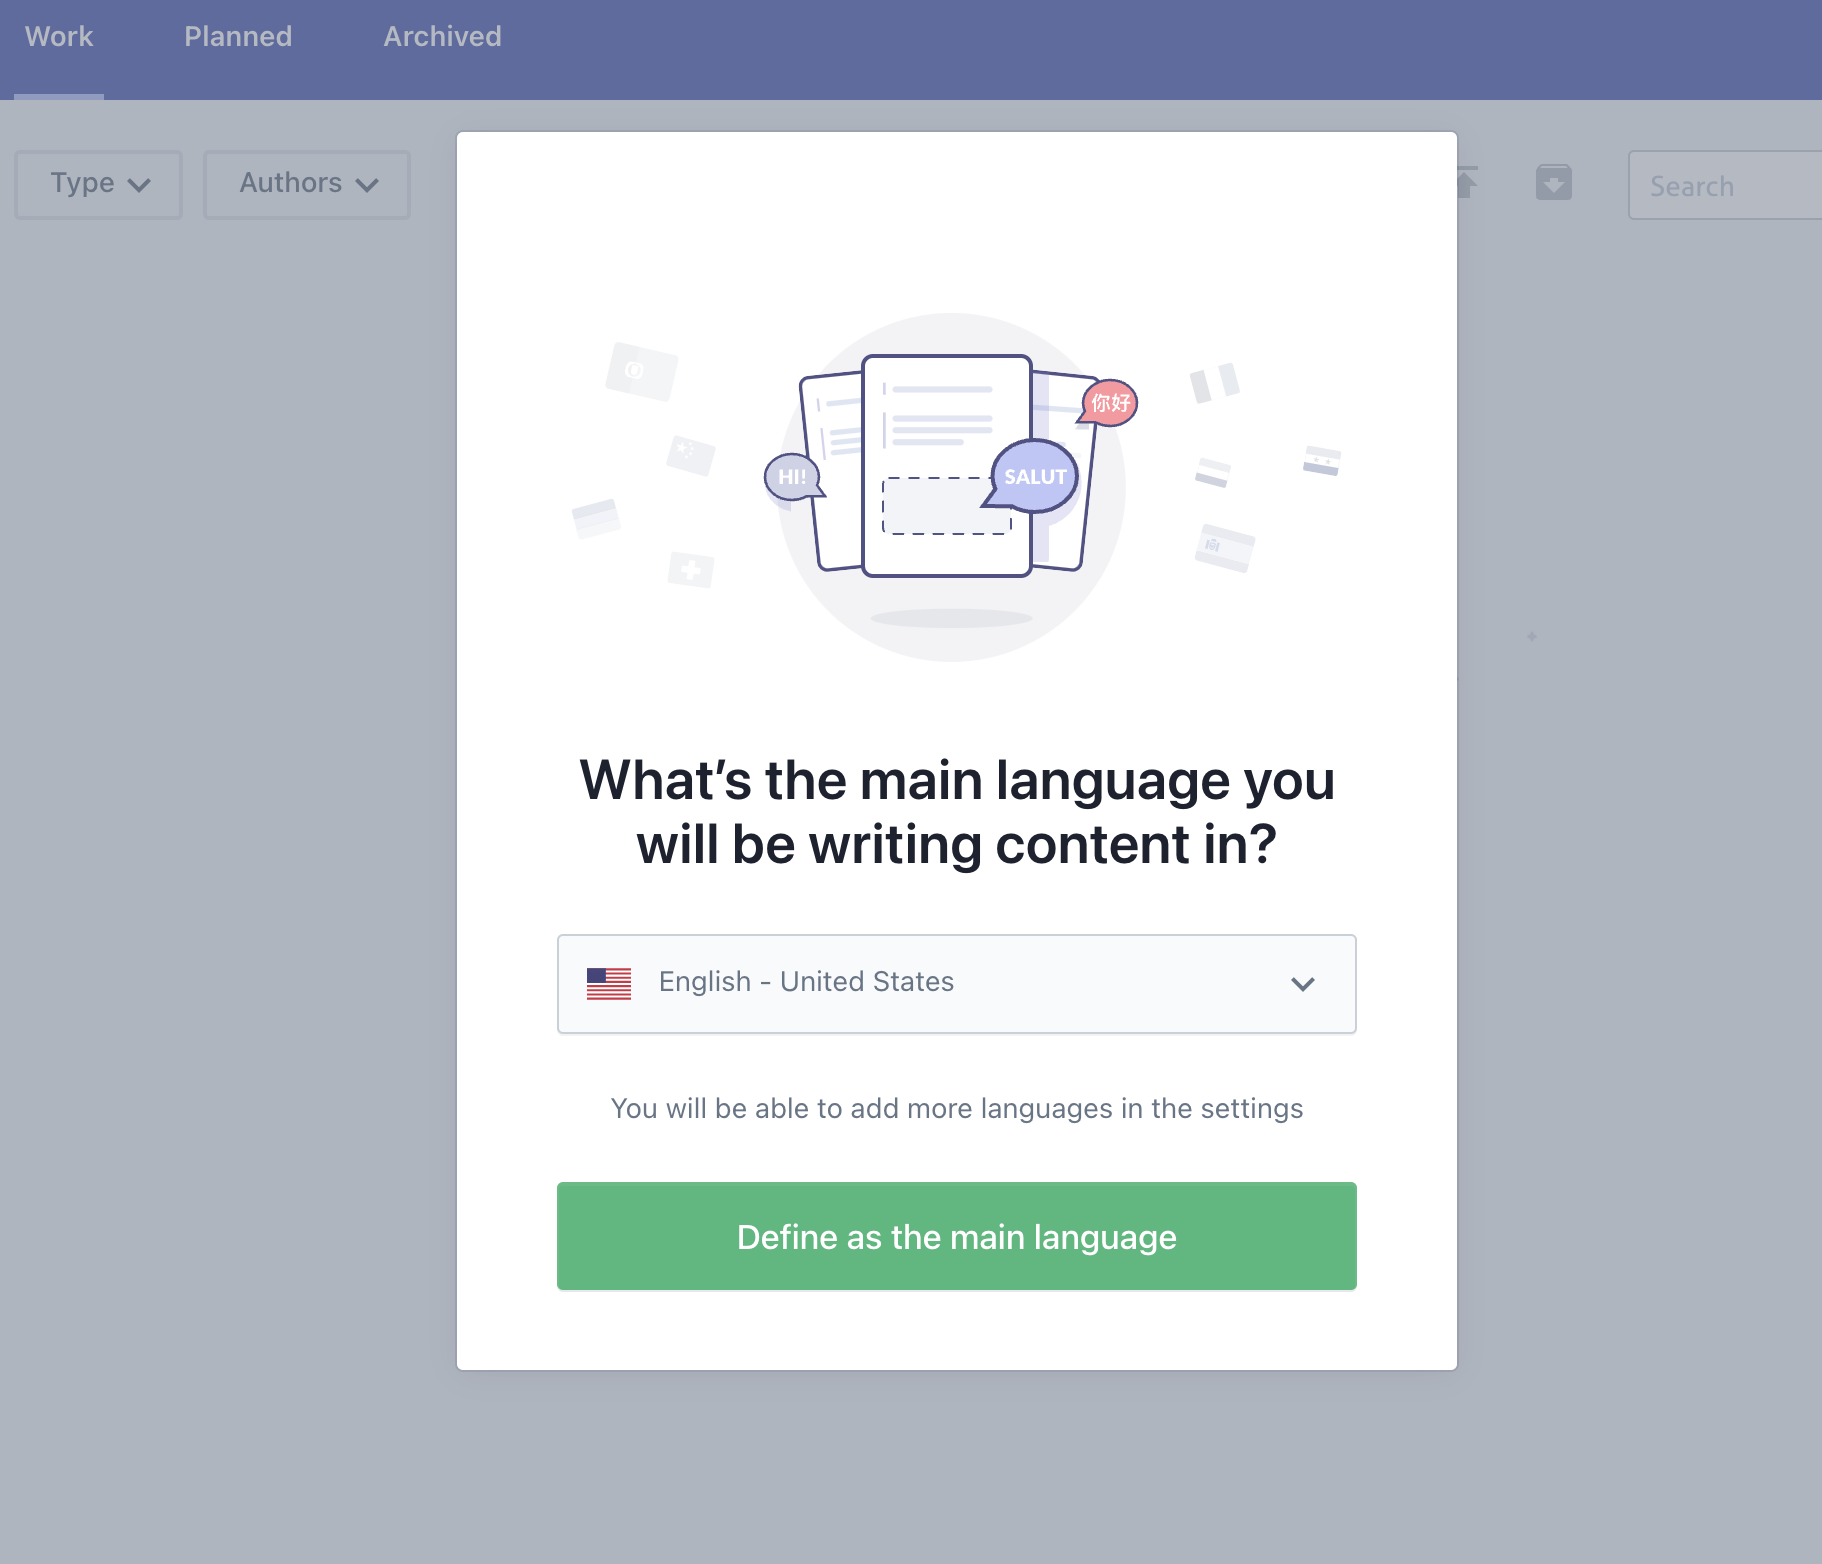 Work Planned Archived
Type Authors Search
你好
HI! SALUT
What’s the main language you
will be writing content in?
English - United States
You will be able to add more languages in the settings
Define as the main language